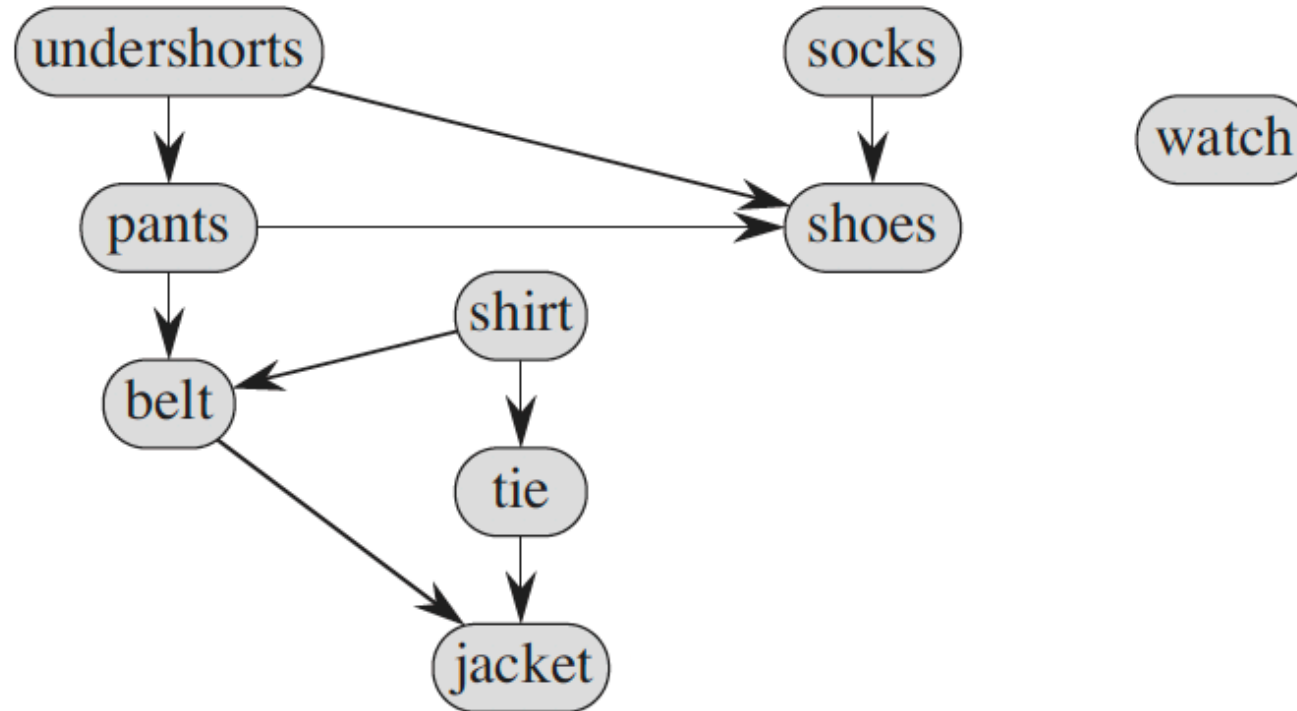 undershorts
socks
watch
pants
shoes
shirt
belt
tie
jacket